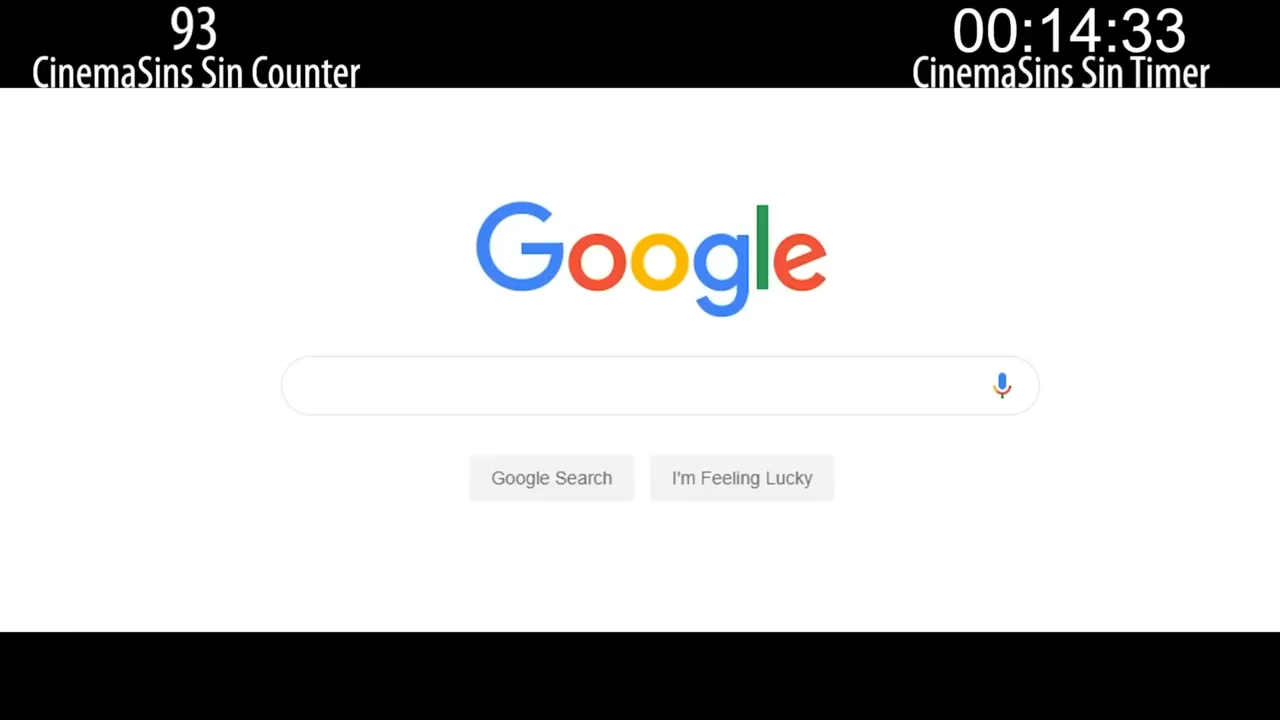 93
CinemaSins Sin Counter
00:14:33
CinemaSins Sin Timer
Google
Google Search
I'm Feeling Lucky